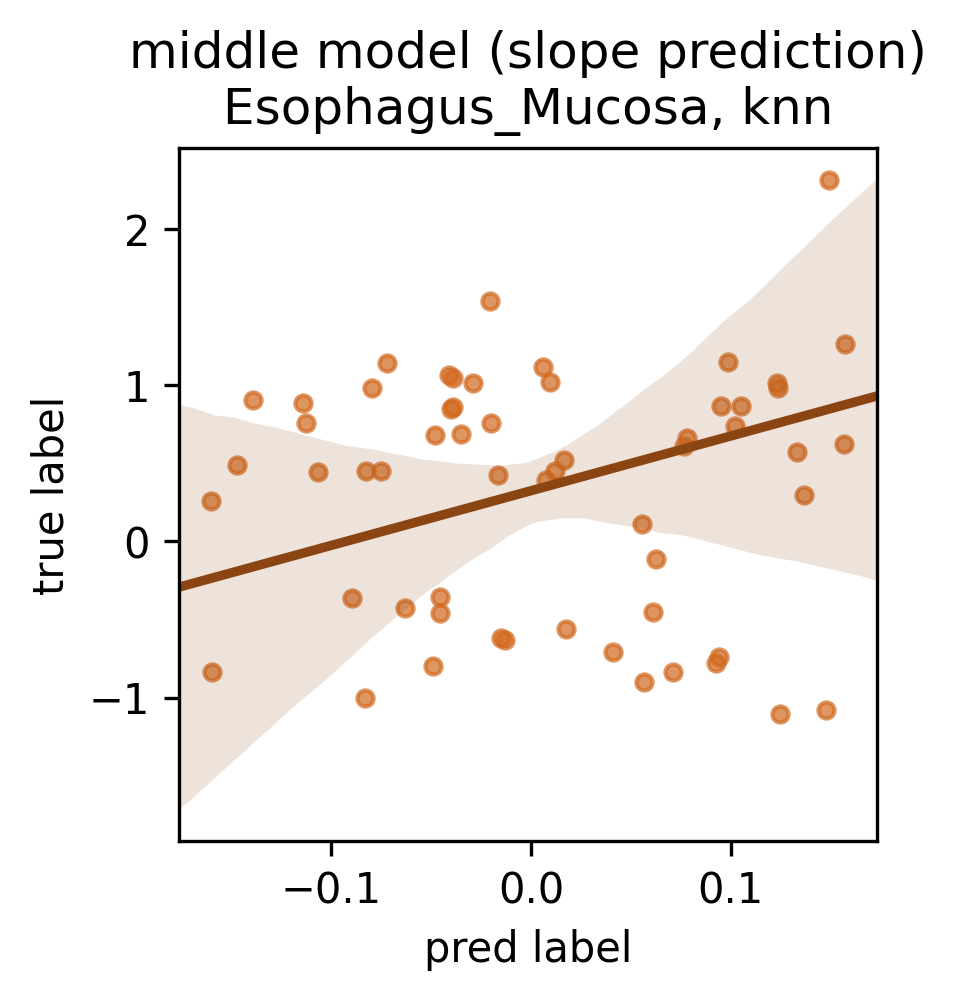 middle model (slope prediction)
Esophagus_Mucosa, knn
2
1
0
−1
true label
−0.1
0.0
0.1
pred label